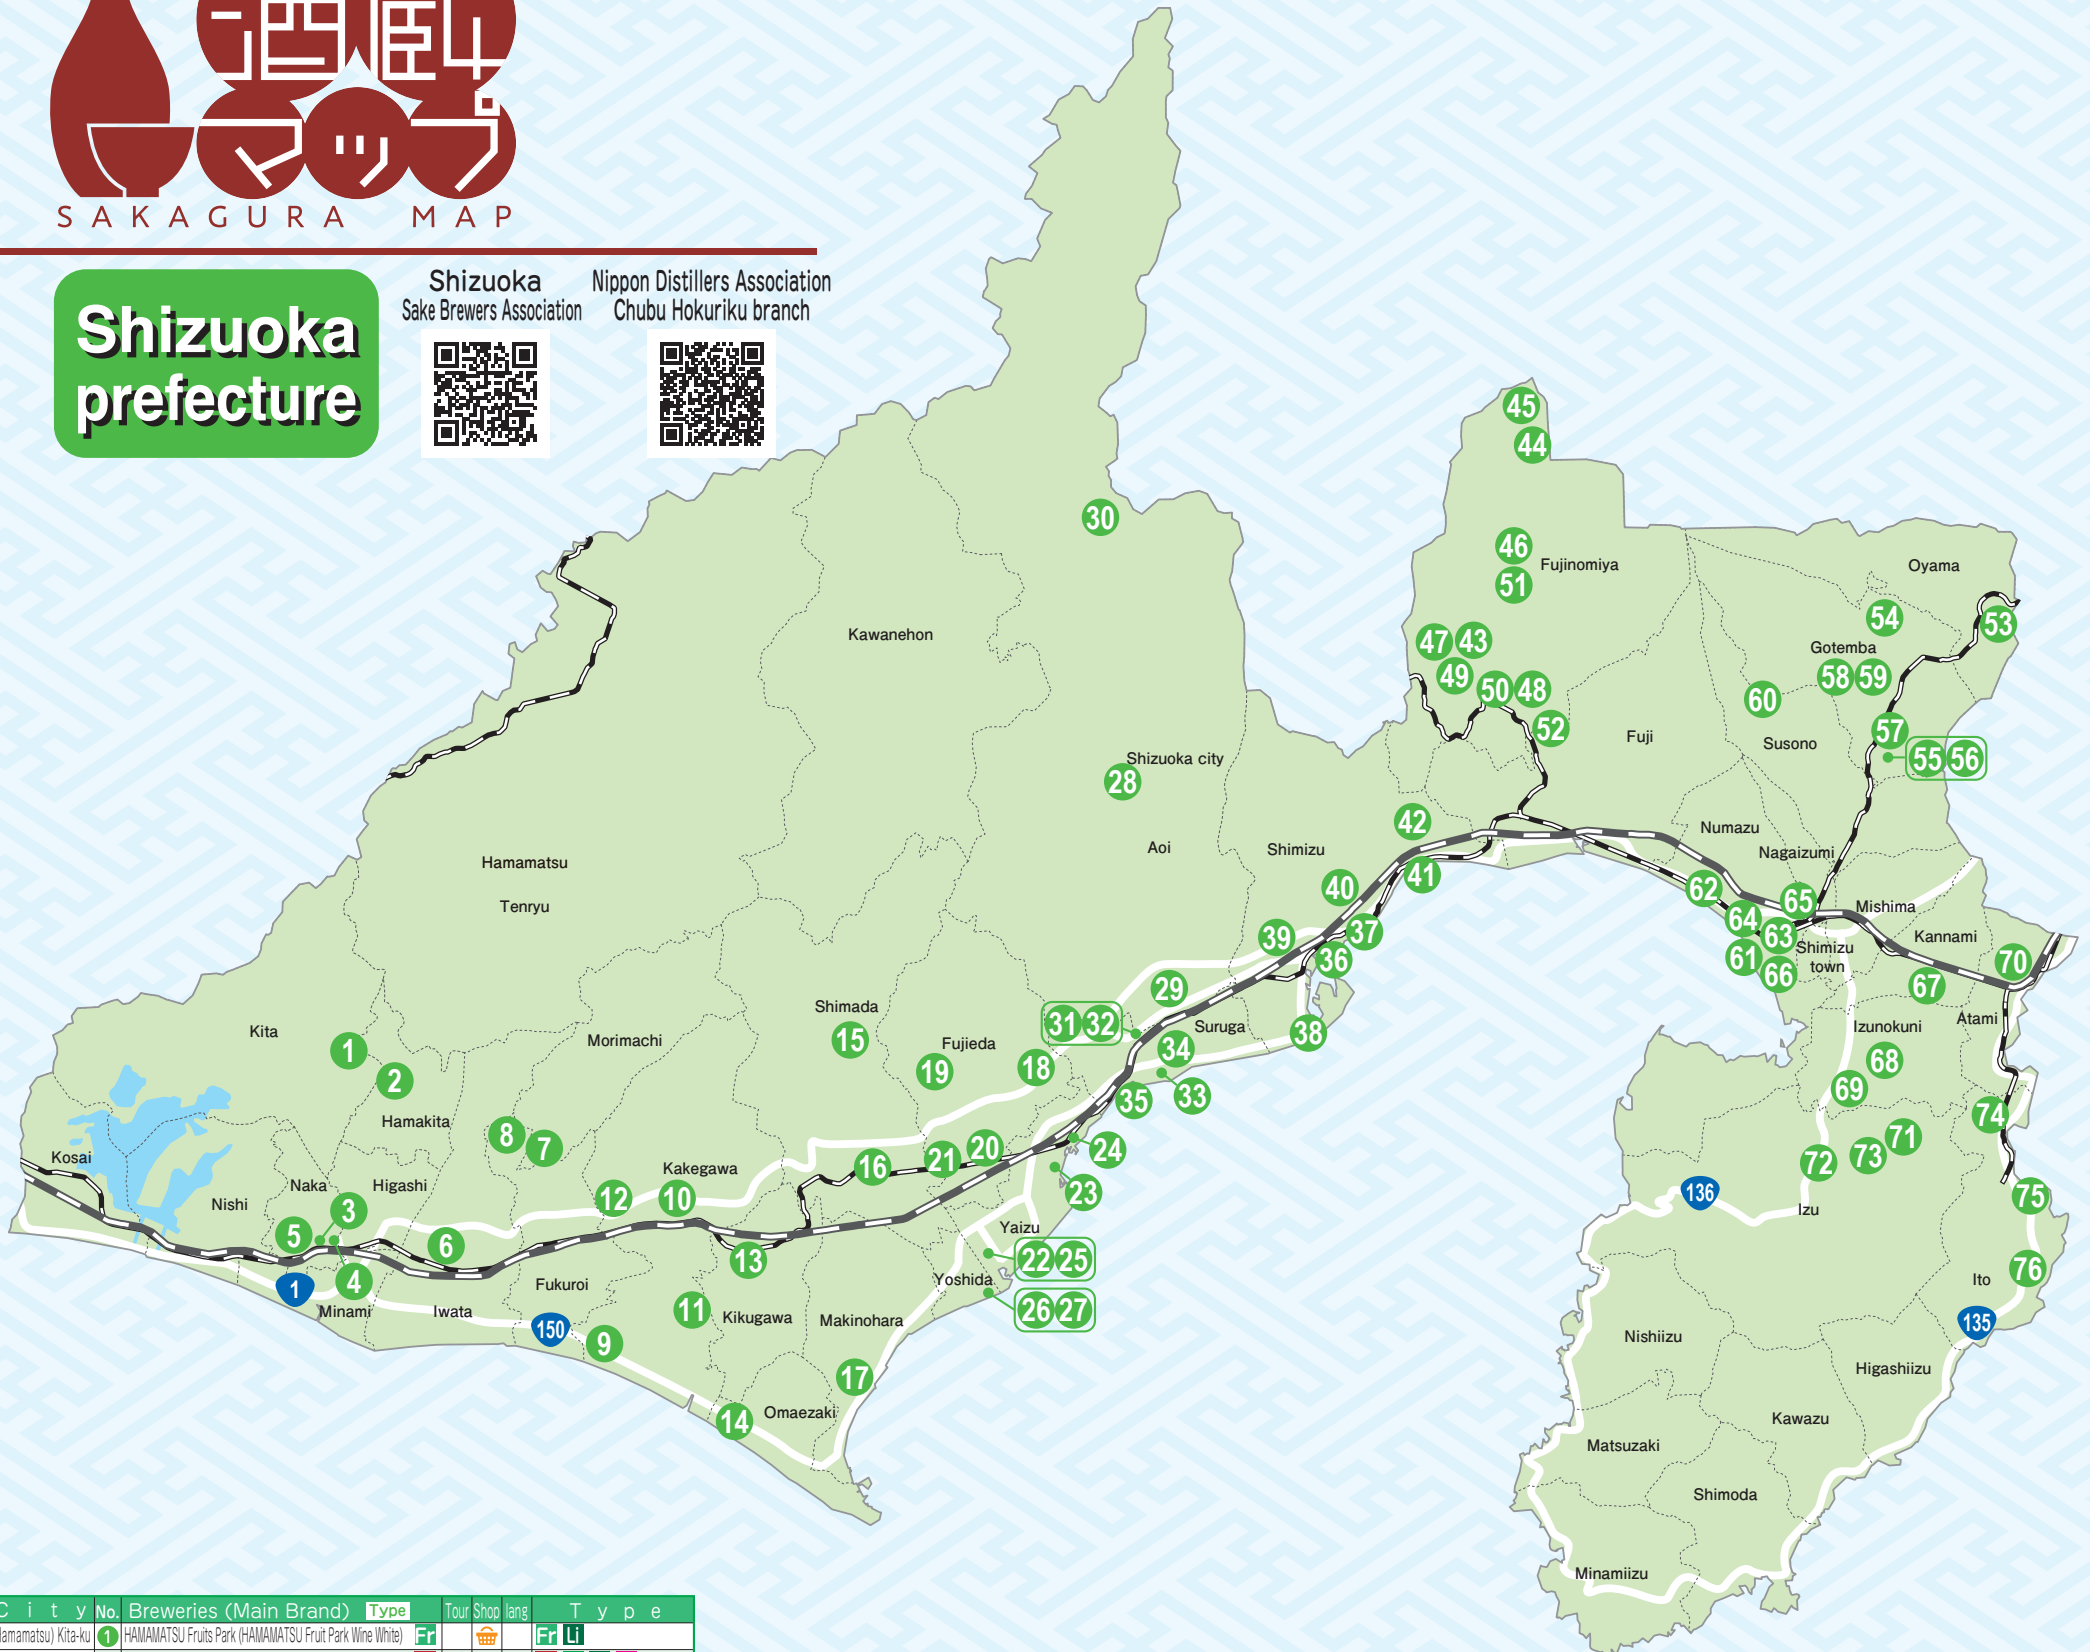 酒蔵
マップ
SAKAGURA MAP
Shizuoka
prefecture
Shizuoka
Sake Brewers Association
Nippon Distillers Association
Chubu Hokuriku branch
45
44
30
46
Fujinomiya
51
Oyama
54
53
Kawanehon
47 43
Gotemba
49
58 59
50 48
60
52
57
Fuji
Susono
55 56
Shizuoka city
28
42
Numazu
Aoi
Shimizu
Nagaizumi
Hamamatsu
41
40
62
65
Tenryu
Mishima
64
39
37
63
Kannami
36
Shimizu
town
61
66
70
67
29
Shimada
31 32
Suruga
Izunokuni
Atami
Kita
15
38
Morimachi
Fujieda
34
1
18
68
19
2
33
69
35
Hamakita
74
8
7
20
24
71
Kosai
21
73
16
72
Kakegawa
Naka
Higashi
23
136
12
10
75
Nishi
3
Izu
5
Yaizu
6
13
22 25
1
4
Fukuroi
Yoshida
76
Ito
Minami
Iwata
11
26 27
Kikugawa
Makinohara
135
150
9
Nishiizu
17
Higashiizu
14
Omaezaki
Kawazu
Matsuzaki
Shimoda
Minamiizu
City No. Breweries (Main Brand) Type Tour Shop lang Type
amamatsu) Kita-ku 1 HAMAMATSU Fruits Park (HAMAMATSU Fruit Park Wine White) Fr Fr Li